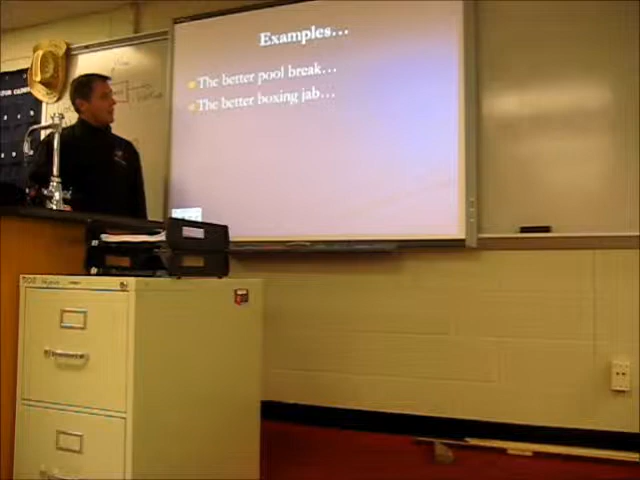 Examples...
The better pool break...
The better boxing jab...